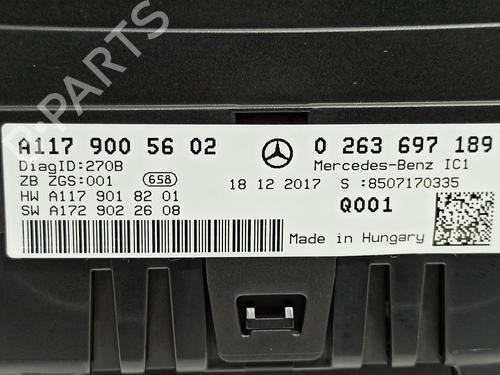 A117 900 56 02
0 263 697 189
DiagID:270B
Mercedes-Benz IC1
ZB ZGS:001
658
18 12 2017
S :8507170335
HW A117 901 82 01
Q001
SW A172 902 26 08
Made in Hungary
B-PARTS